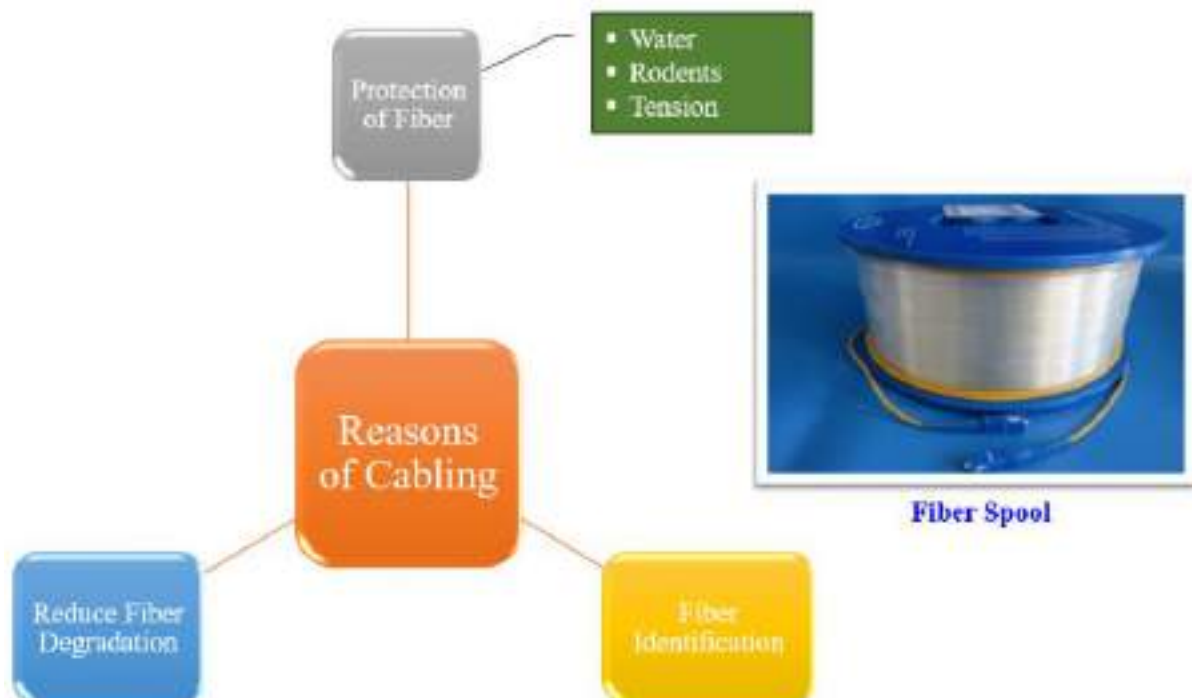 Protection
of Fiber
▪ Water
▪ Rodents
▪ Tension
Reasons
of Cabling
Fiber Spool
Reduce Fiber
Degradation
Fiber
Identification